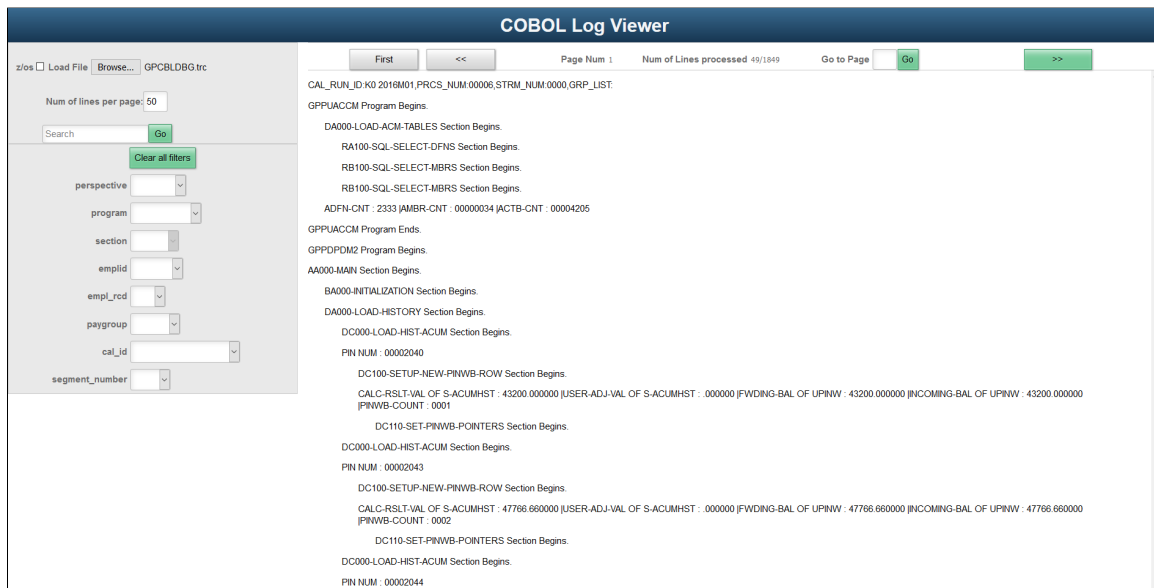 COBOL Log Viewer
z/os Load File Browse... GPCBLDBG.trc
Num of lines per page: 50
Search Go
Clear all filters
perspective
program
section
emplid
empl_rcd
paygroup
cal_id
segment_number
First << Page Num 1 Num of Lines processed 49/1849 Go to Page Go >>
CAL_RUN_ID:K0 2016M01,PRCS_NUM:00006,STRM_NUM:0000,GRP_LIST:
GPPUACCM Program Begins.
DA000-LOAD-ACM-TABLES Section Begins.
RA100-SQL-SELECT-DFNS Section Begins.
RB100-SQL-SELECT-MBRS Section Begins.
RB100-SQL-SELECT-MBRS Section Begins.
ADFN-CNT : 2333 |AMBR-CNT : 00000034 |ACTB-CNT : 00004205
GPPUACCM Program Ends.
GPPDPDM2 Program Begins.
AA000-MAIN Section Begins.
BA000-INITIALIZATION Section Begins.
DA000-LOAD-HISTORY Section Begins.
DC000-LOAD-HIST-ACUM Section Begins.
PIN NUM : 00002040
DC100-SETUP-NEW-PINWB-ROW Section Begins.
CALC-RSLT-VAL OF S-ACUMHST : 43200.000000 |USER-ADJ-VAL OF S-ACUMHST : .000000 |FWDING-BAL OF UPINW : 43200.000000 |INCOMING-BAL OF UPINW : 43200.000000
|PINWB-COUNT : 0001
DC110-SET-PINWB-POINTERS Section Begins.
DC000-LOAD-HIST-ACUM Section Begins.
PIN NUM : 00002043
DC100-SETUP-NEW-PINWB-ROW Section Begins.
CALC-RSLT-VAL OF S-ACUMHST : 47766.660000 |USER-ADJ-VAL OF S-ACUMHST : .000000 |FWDING-BAL OF UPINW : 47766.660000 |INCOMING-BAL OF UPINW : 47766.660000
|PINWB-COUNT : 0002
DC110-SET-PINWB-POINTERS Section Begins.
DC000-LOAD-HIST-ACUM Section Begins.
PIN NUM : 00002044